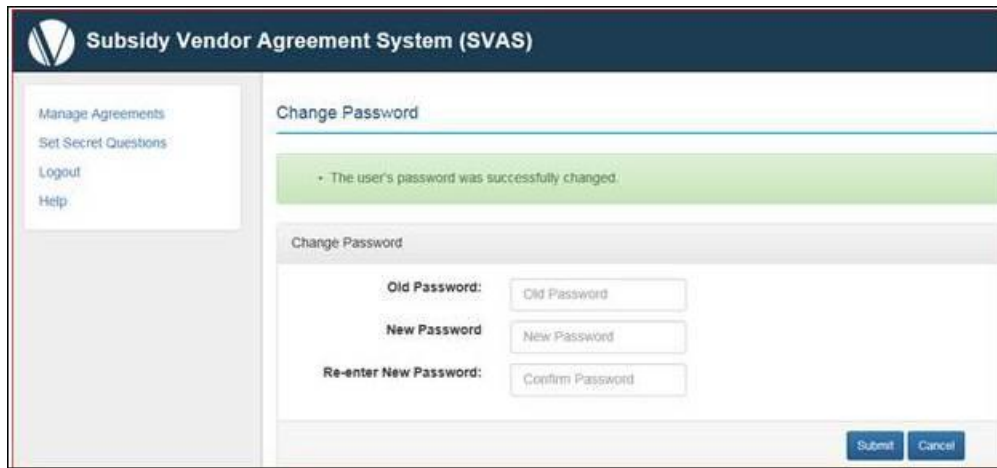 Subsidy Vendor Agreement System (SVAS)
Manage Agreements
Set Secret Questions
Logout
Help
Change Password
• The user's password was successfully changed.
Change Password
Old Password: Old Password
New Password New Password
Re-enter New Password: Confirm Password
Submit Cancel